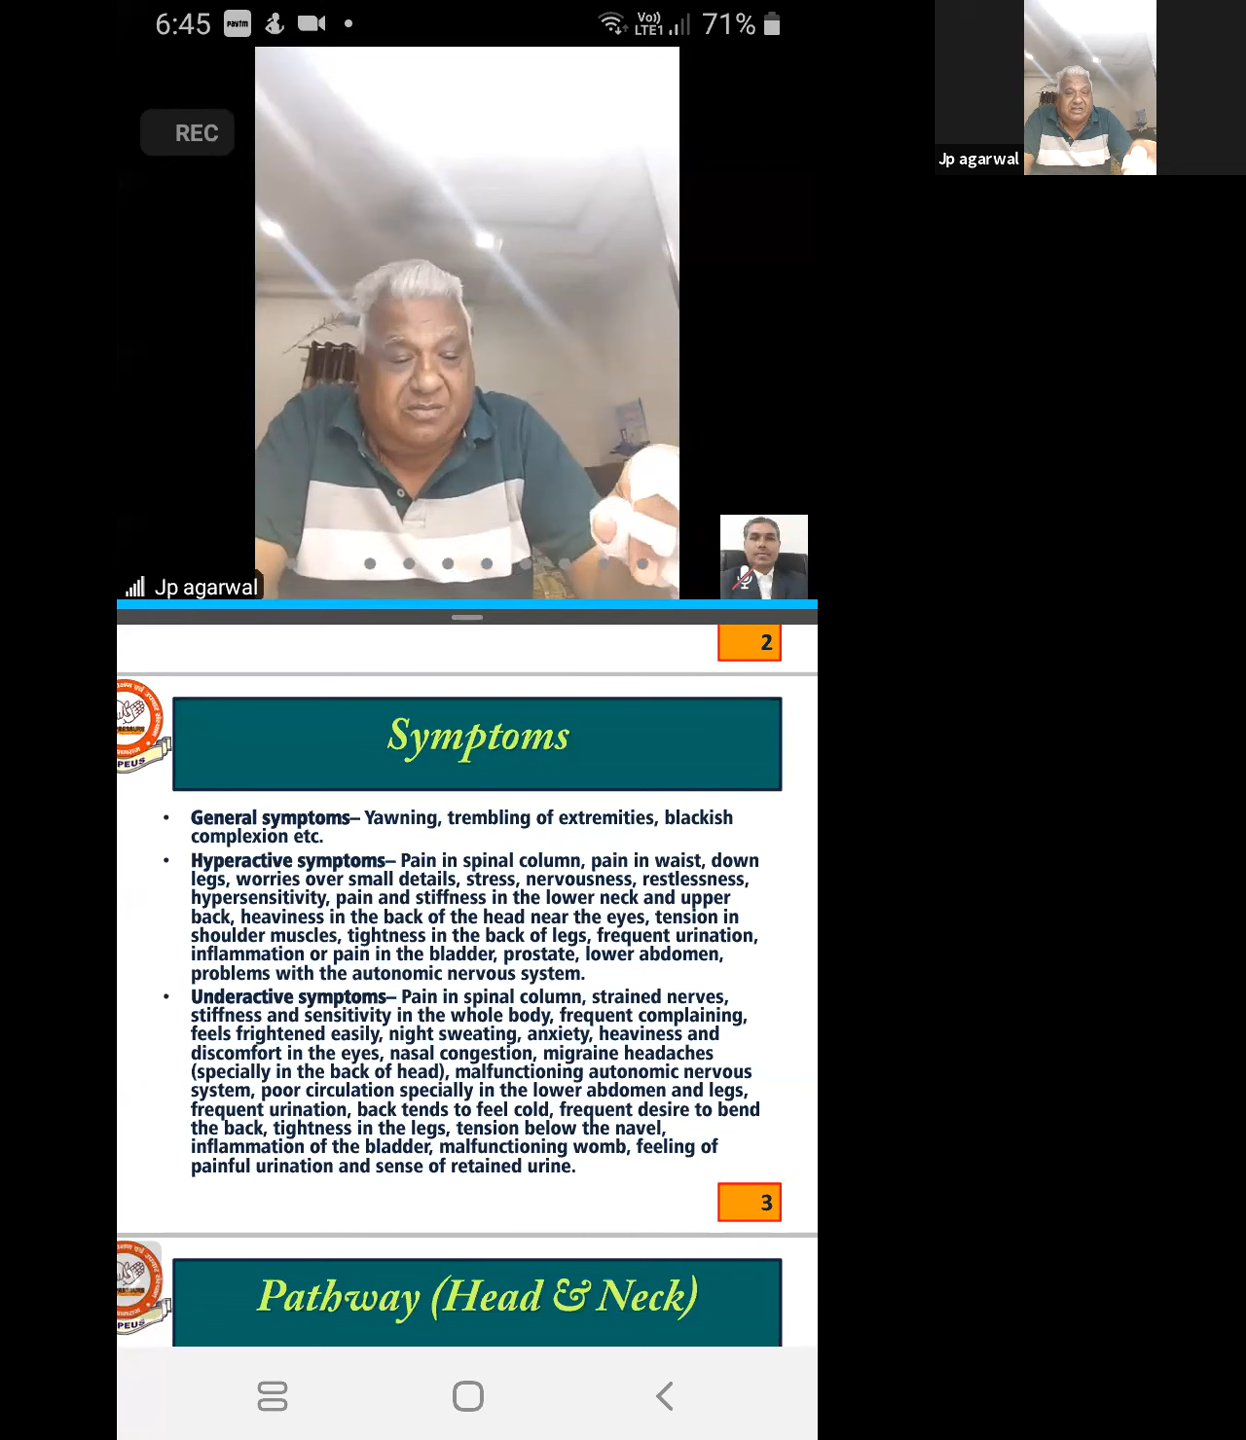 6:45
paytm
Vo))
LTE1
71%
REC
Jp agarwal
Jp agarwal
2
PEUS
Symptoms
• General symptoms– Yawning, trembling of extremities, blackish
complexion etc.
• Hyperactive symptoms– Pain in spinal column, pain in waist, down
legs, worries over small details, stress, nervousness, restlessness,
hypersensitivity, pain and stiffness in the lower neck and upper
back, heaviness in the back of the head near the eyes, tension in
shoulder muscles, tightness in the back of legs, frequent urination,
inflammation or pain in the bladder, prostate, lower abdomen,
problems with the autonomic nervous system.
• Underactive symptoms– Pain in spinal column, strained nerves,
stiffness and sensitivity in the whole body, frequent complaining,
feels frightened easily, night sweating, anxiety, heaviness and
discomfort in the eyes, nasal congestion, migraine headaches
(specially in the back of head), malfunctioning autonomic nervous
system, poor circulation specially in the lower abdomen and legs,
frequent urination, back tends to feel cold, frequent desire to bend
the back, tightness in the legs, tension below the navel,
inflammation of the bladder, malfunctioning womb, feeling of
painful urination and sense of retained urine.
3
PEUS
Pathway (Head & Neck)